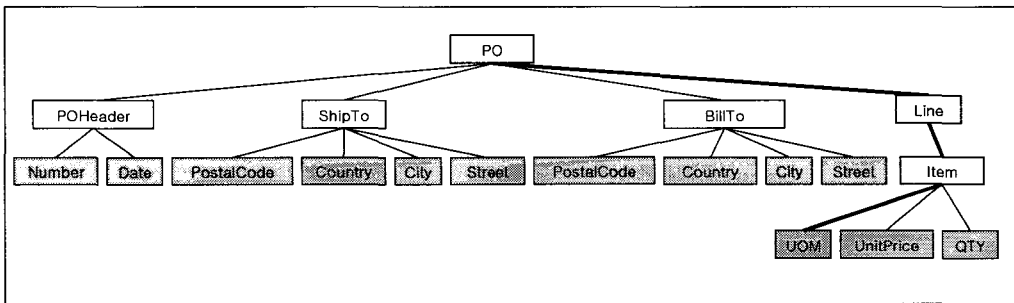 PO
POHeader ShipTo BillTo Line
Number Date PostalCode Country City Street PostalCode Country City Street Item
UOM UnitPrice QTY